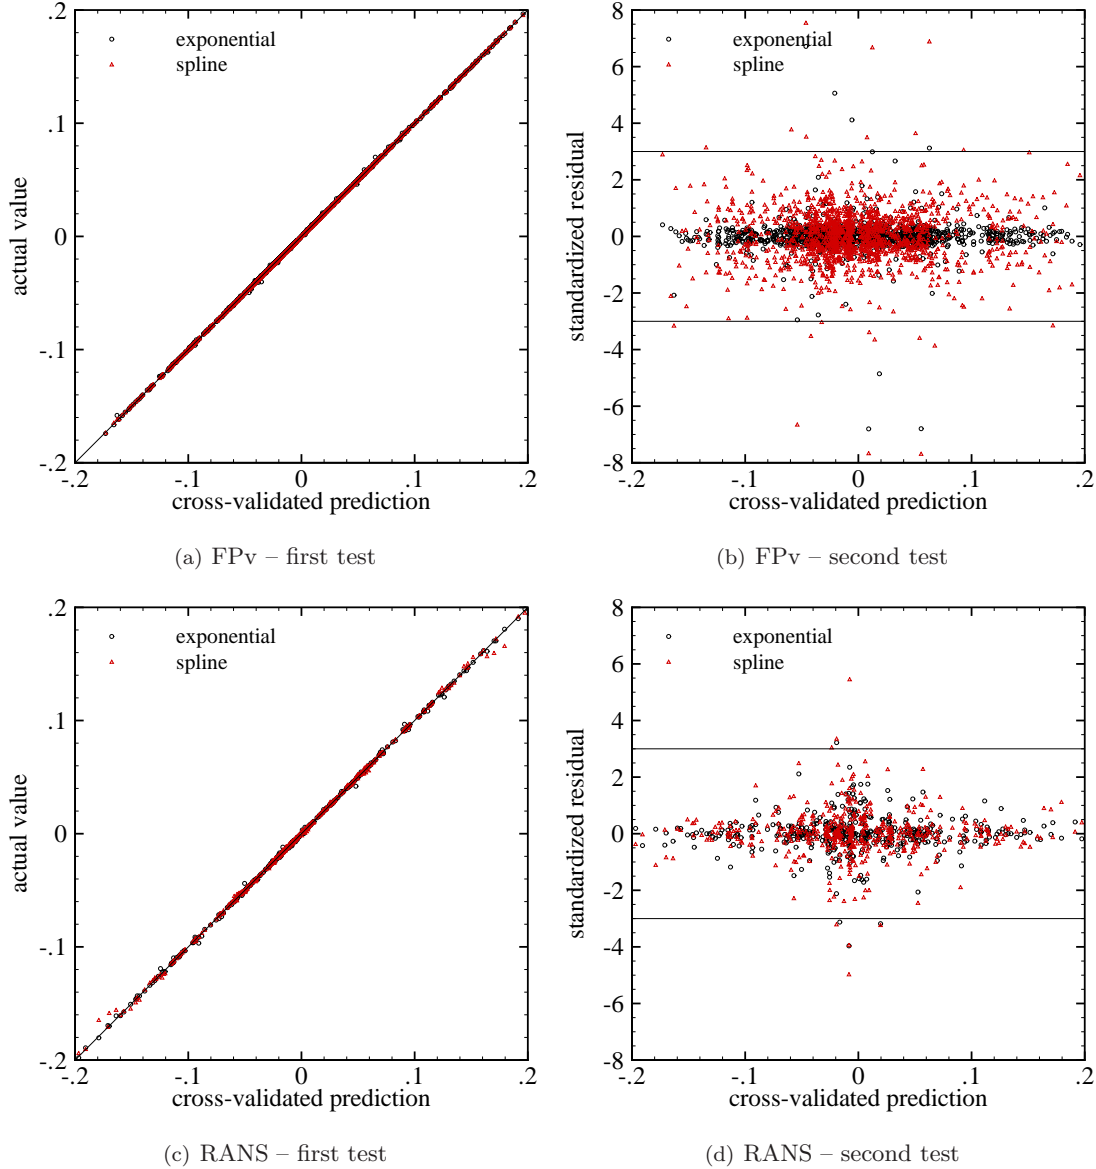 .2
.1
0
-.1
-.2
actual value
exponential
spline
-.2 -.1 0 .1 .2
cross-validated prediction
(a) FPv – first test
8
6
4
2
0
-2
-4
-6
-8
standardized residual
exponential
spline
-.2 -.1 0 .1 .2
cross-validated prediction
(b) FPv – second test
.2
.1
0
-.1
-.2
actual value
exponential
spline
-.2 -.1 0 .1 .2
cross-validated prediction
(c) RANS – first test
8
6
4
2
0
-2
-4
-6
-8
standardized residual
exponential
spline
-.2 -.1 0 .1 .2
cross-validated prediction
(d) RANS – second test